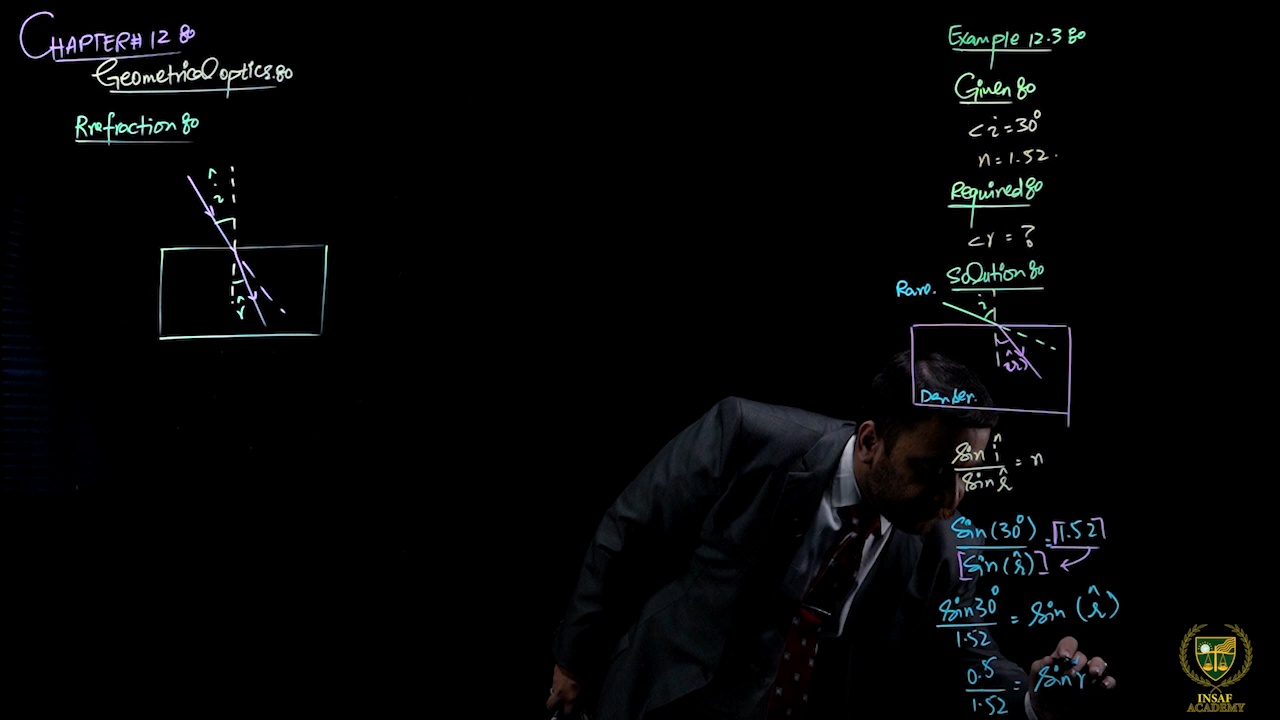 CHAPTER# 12 :-
Geometrical optics :-
Rrefraction :-
î
r̂
Example 12.3 :-
Given :-
<i = 30°
n = 1.52.
Required :-
<r = ?
Solution :-
Rare.
i
r̂
Denser.
sin î / sin r̂ = n
sin(30°) / [sin(r̂)] = [1.52]
sin30° / 1.52 = sin (r̂)
0.5 / 1.52 = sin r
INSAF
ACADEMY